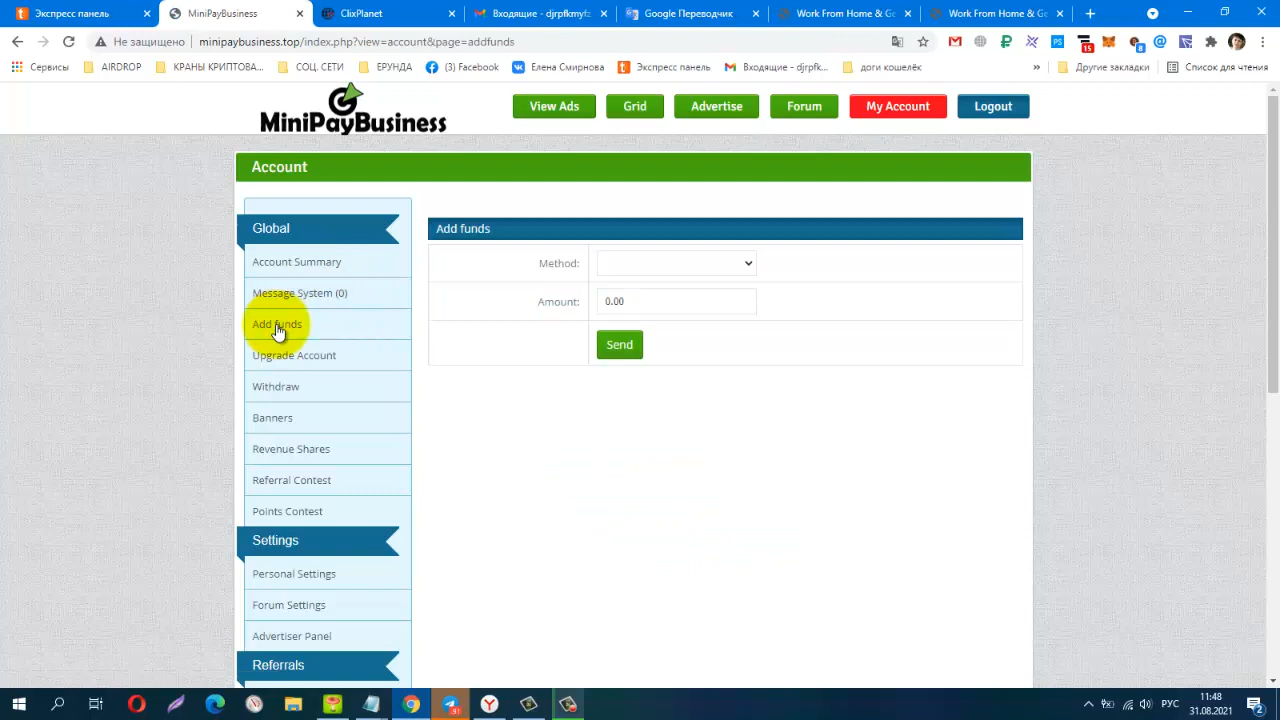 Экспресс панель
MiniPayBusiness
ClixPlanet
Входящие - djrpfkmyfz
Google Переводчик
Work From Home & Ge
Work From Home & Ge
Не защищено
minipaybusiness.top/index.php?view=account&page=addfunds
15
8
Сервисы
AIRDROP
КРАНЫ КРИПТОВА...
СОЦ. СЕТИ
ЕРУНДА
(3) Facebook
Елена Смирнова
Экспресс панель
Входящие - djrpfk...
доги кошелёк
»
Другие закладки
Список для чтения
MiniPayBusiness
View Ads
Grid
Advertise
Forum
My Account
Logout
Account
Global
Account Summary
Message System (0)
Add funds
Upgrade Account
Withdraw
Banners
Revenue Shares
Referral Contest
Points Contest
Settings
Personal Settings
Forum Settings
Advertiser Panel
Referrals
Add funds
Method:
Amount:
0.00
Send
РУС
11:48
31.08.2021
2